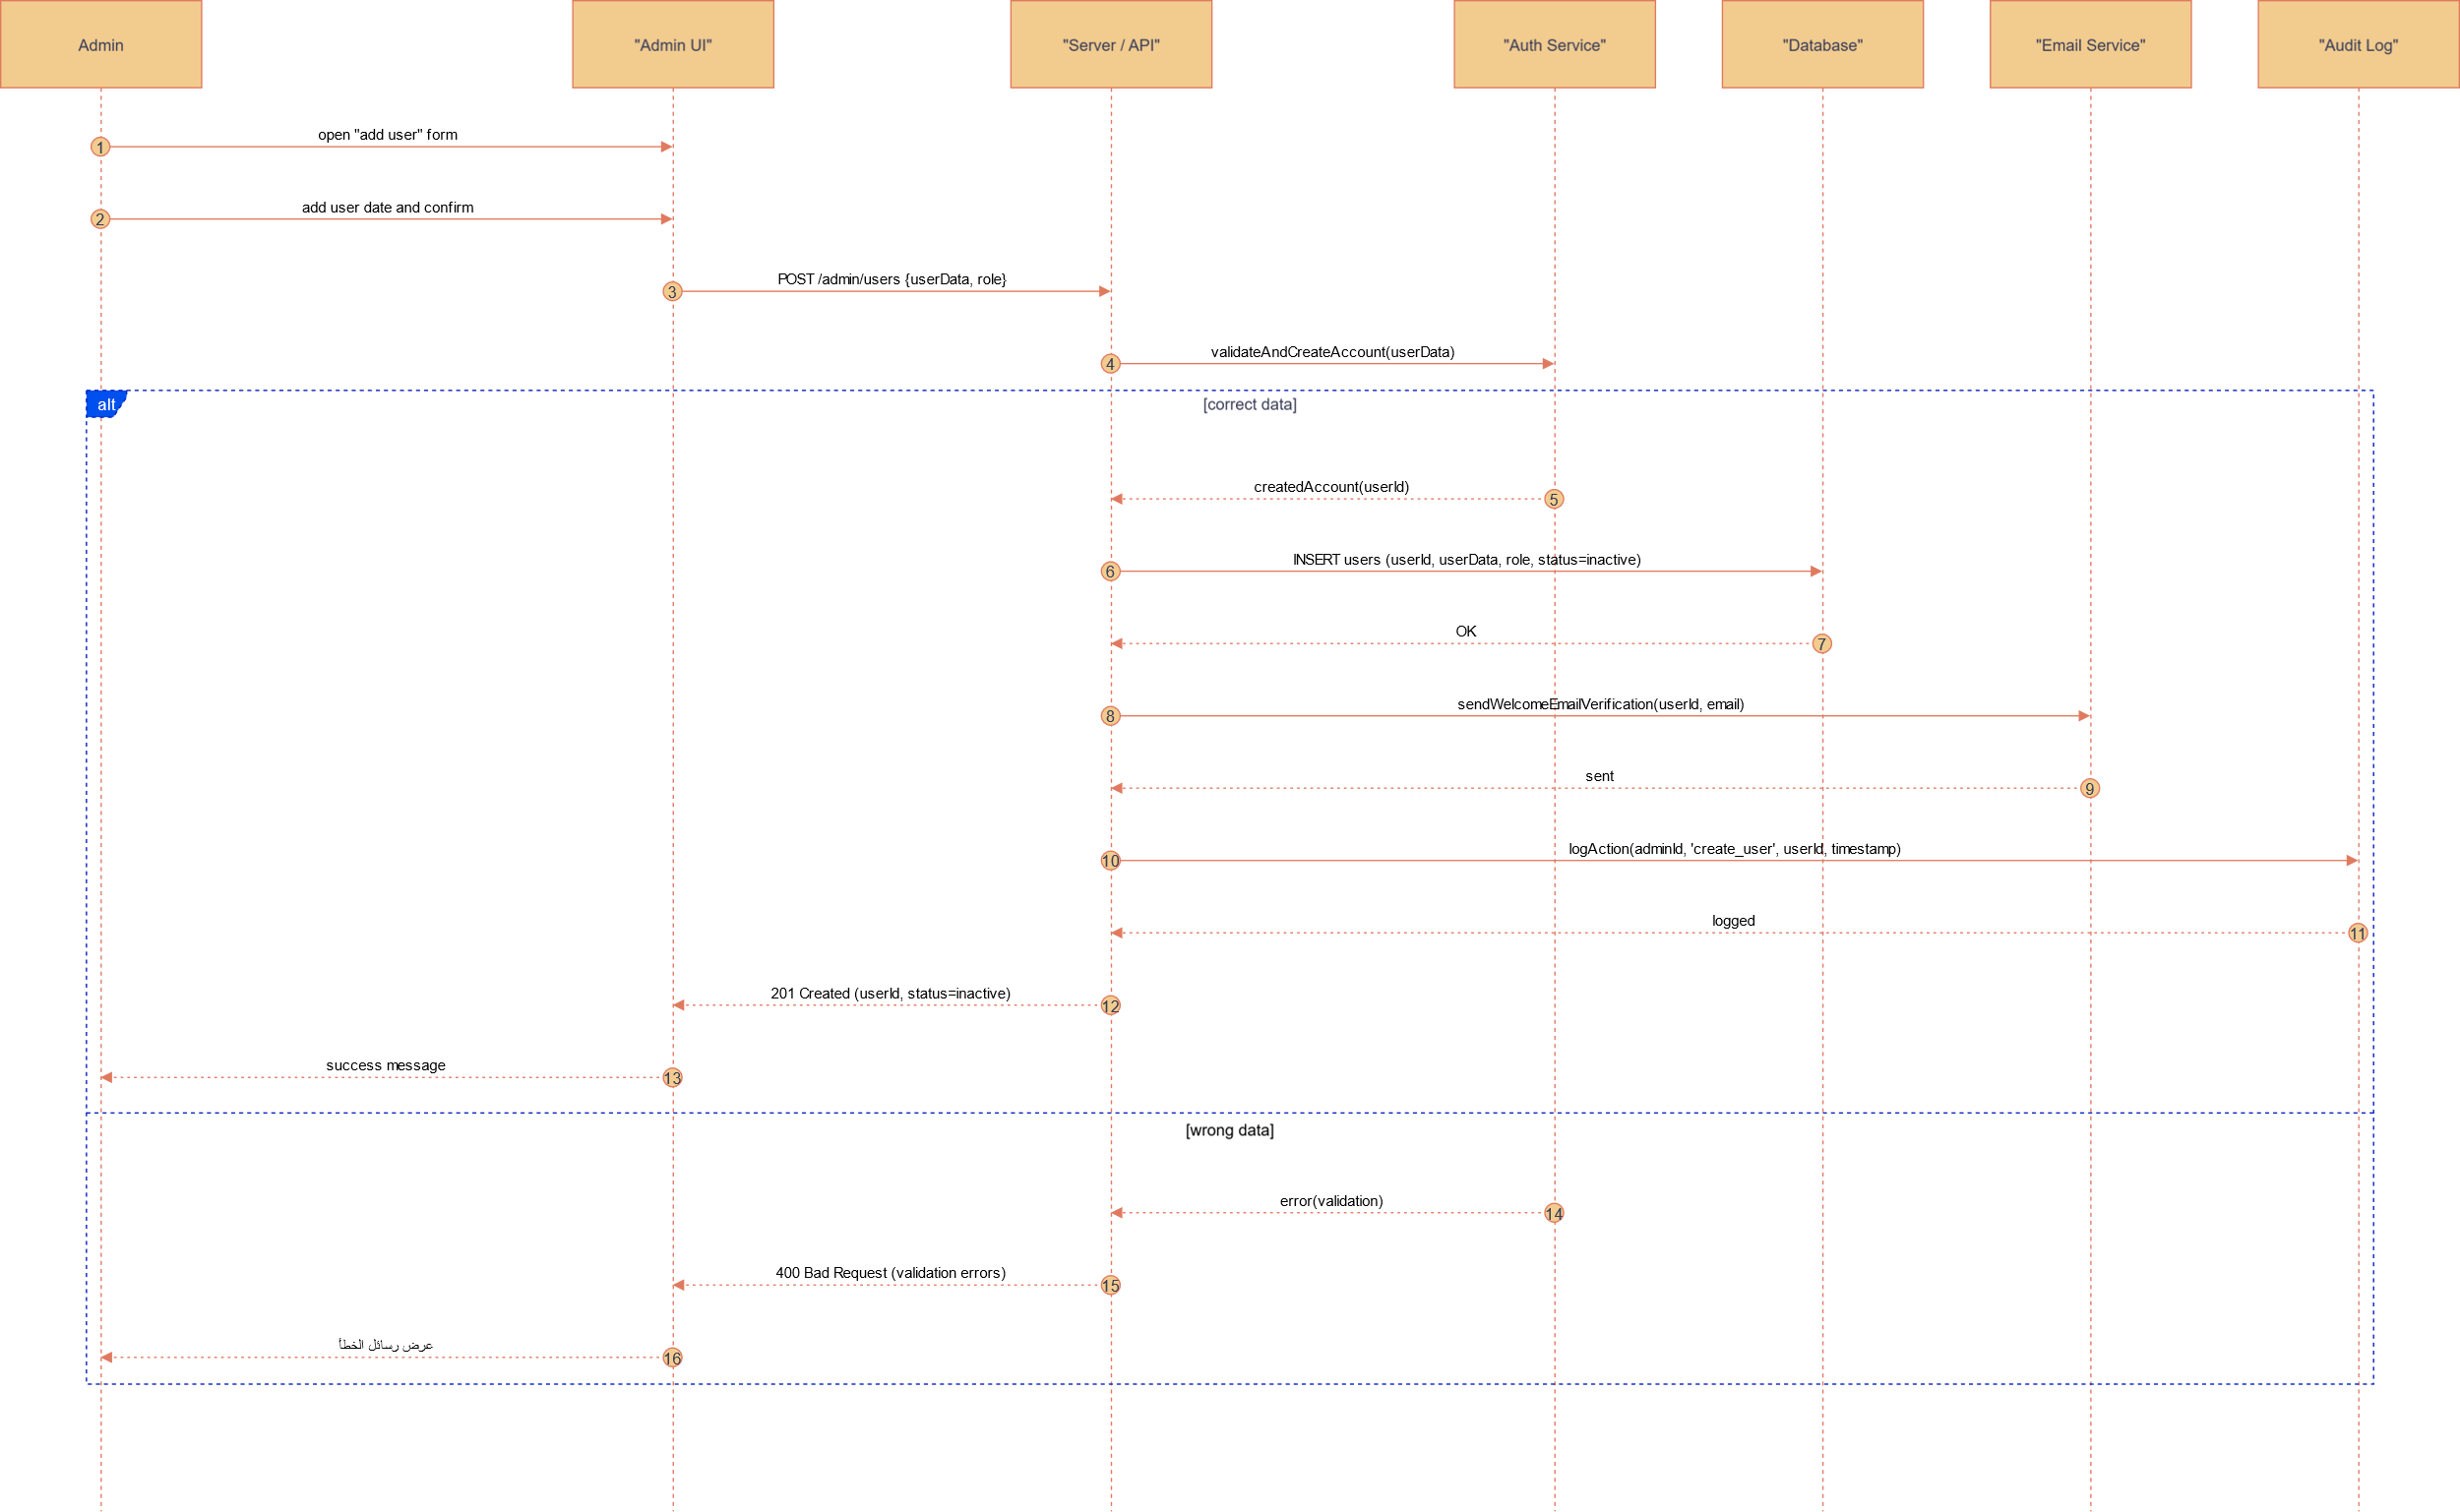 Admin
"Admin UI"
"Server / API"
"Auth Service"
"Database"
"Email Service"
"Audit Log"
1
open "add user" form
2
add user date and confirm
3
POST /admin/users {userData, role}
4
validateAndCreateAccount(userData)
alt
[correct data]
createdAccount(userId)
5
6
INSERT users (userId, userData, role, status=inactive)
OK
7
8
sendWelcomeEmailVerification(userId, email)
sent
9
10
logAction(adminId, 'create_user', userId, timestamp)
logged
11
201 Created (userId, status=inactive)
12
success message
13
[wrong data]
error(validation)
14
400 Bad Request (validation errors)
15
عرض رسائل الخطأ
16